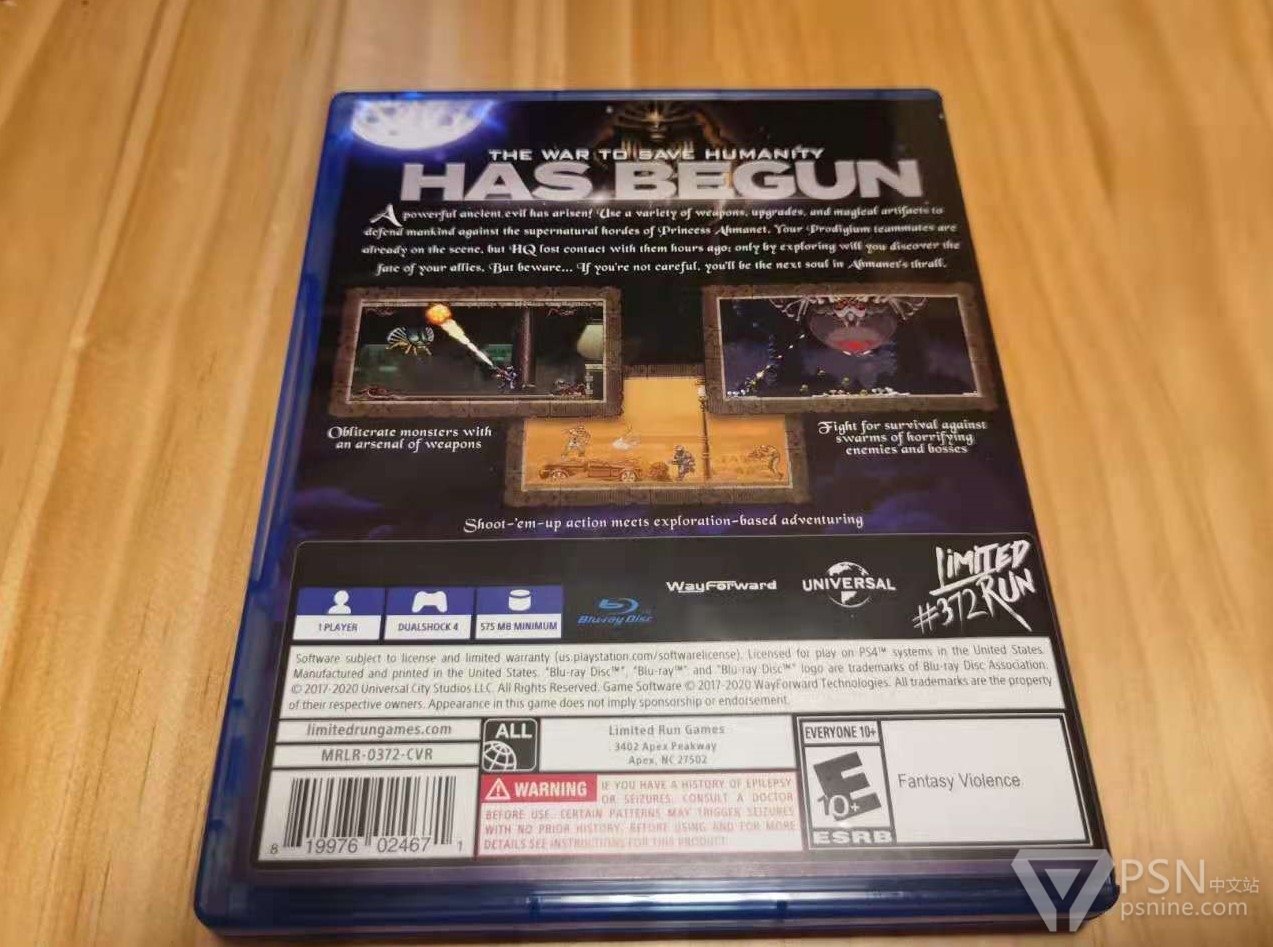 THE WAR TO SAVE HUMANITY
HAS BEGUN
A powerful ancient evil has arisen! Use a variety of weapons, upgrades, and magical artifacts to
defend mankind against the supernatural hordes of Princess Ahmanet. Your Prodigium teammates are
already on the scene, but HQ lost contact with them hours ago; only by exploring will you discover the
fate of your allies. But beware... If you're not careful, you'll be the next soul in Ahmanet's thrall.
Obliterate monsters with
an arsenal of weapons
Fight for survival against
swarms of horrifying
enemies and bosses
Shoot-'em-up action meets exploration-based adventuring
1 PLAYER
DUALSHOCK 4
575 MB MINIMUM
Blu-ray Disc
WayForward
UNIVERSAL
LIMITED
RUN
#372
Software subject to license and limited warranty (us.playstation.com/softwarelicense). Licensed for play on PS4™ systems in the United States.
Manufactured and printed in the United States. "Blu-ray Disc™", "Blu-ray™" and "Blu-ray Disc™" logo are trademarks of Blu-ray Disc Association.
© 2017-2020 Universal City Studios LLC. All Rights Reserved. Game Software © 2017-2020 WayForward Technologies. All trademarks are the property
of their respective owners. Appearance in this game does not imply sponsorship or endorsement.
limitedrungames.com
MRLR-0372-CVR
ALL
Limited Run Games
3402 Apex Peakway
Apex, NC 27502
WARNING
IF YOU HAVE A HISTORY OF EPILEPSY
OR SEIZURES, CONSULT A DOCTOR
BEFORE USE. CERTAIN PATTERNS MAY TRIGGER SEIZURES
WITH NO PRIOR HISTORY. BEFORE USING AND FOR MORE
DETAILS SEE INSTRUCTIONS FOR THIS PRODUCT.
EVERYONE 10+
E
10+
ESRB
Fantasy Violence
8 19976 02467 1
PSN中文站
psnine.com